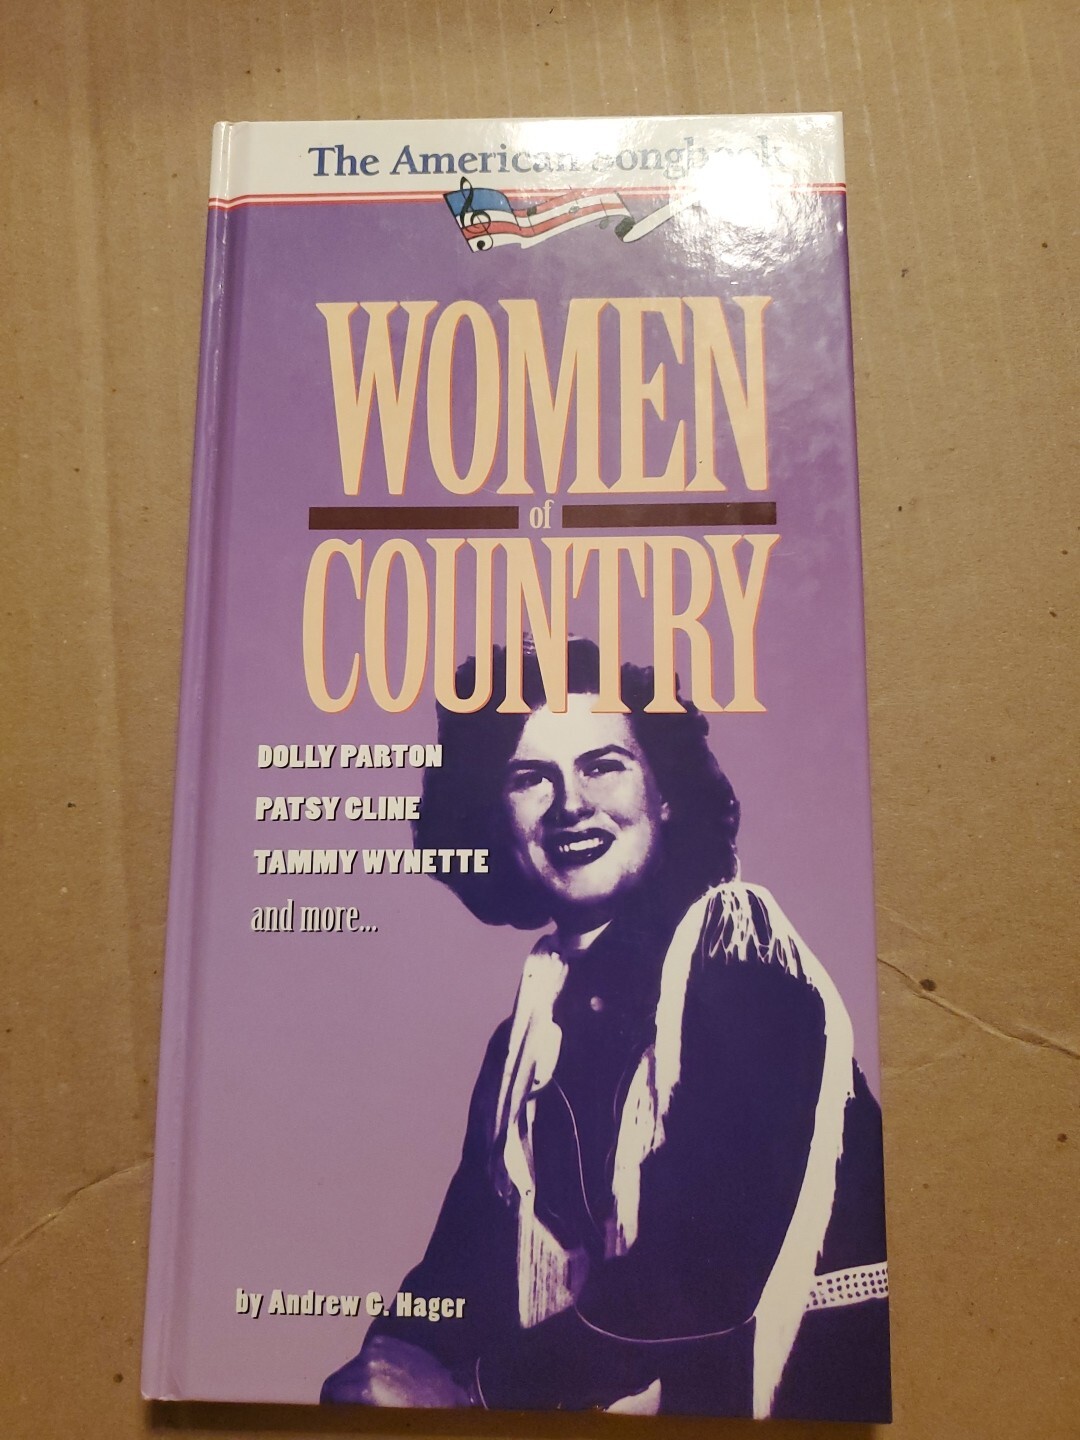 The American Songbook
WOMEN
of
COUNTRY
DOLLY PARTON
PATSY CLINE
TAMMY WYNETTE
and more...
by Andrew G. Hager